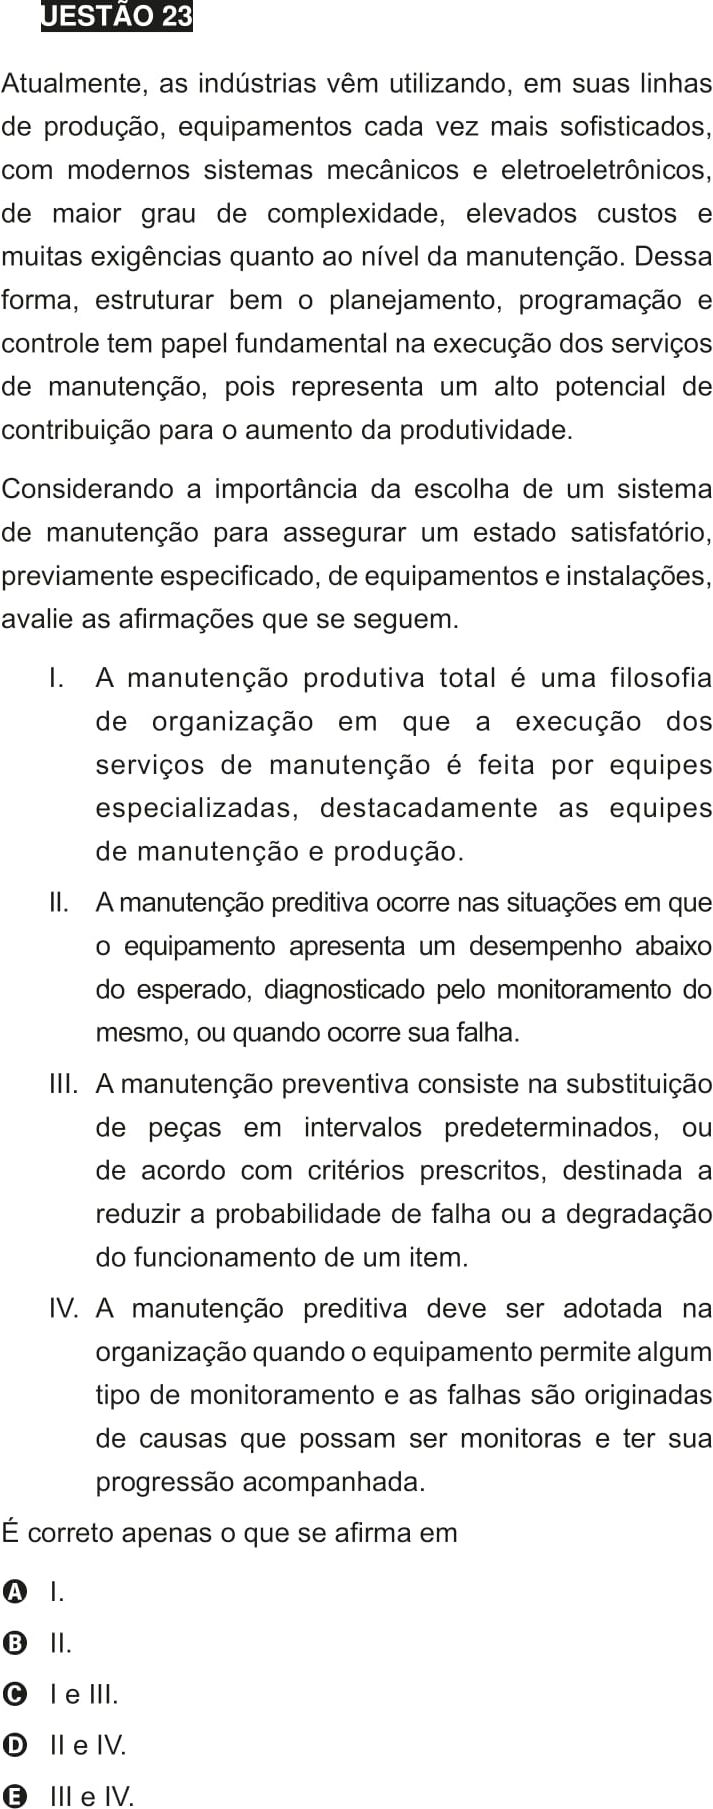 UESTÃO 23
Atualmente, as indústrias vêm utilizando, em suas linhas
de produção, equipamentos cada vez mais sofisticados,
com modernos sistemas mecânicos e eletroeletrônicos,
de maior grau de complexidade, elevados custos e
muitas exigências quanto ao nível da manutenção. Dessa
forma, estruturar bem o planejamento, programação e
controle tem papel fundamental na execução dos serviços
de manutenção, pois representa um alto potencial de
contribuição para o aumento da produtividade.
Considerando a importância da escolha de um sistema
de manutenção para assegurar um estado satisfatório,
previamente especificado, de equipamentos e instalações,
avalie as afirmações que se seguem.
I. A manutenção produtiva total é uma filosofia
de organização em que a execução dos
serviços de manutenção é feita por equipes
especializadas, destacadamente as equipes
de manutenção e produção.
II. A manutenção preditiva ocorre nas situações em que
o equipamento apresenta um desempenho abaixo
do esperado, diagnosticado pelo monitoramento do
mesmo, ou quando ocorre sua falha.
III. A manutenção preventiva consiste na substituição
de peças em intervalos predeterminados, ou
de acordo com critérios prescritos, destinada a
reduzir a probabilidade de falha ou a degradação
do funcionamento de um item.
IV. A manutenção preditiva deve ser adotada na
organização quando o equipamento permite algum
tipo de monitoramento e as falhas são originadas
de causas que possam ser monitoras e ter sua
progressão acompanhada.
É correto apenas o que se afirma em
A I.
B II.
C I e III.
D II e IV.
E III e IV.